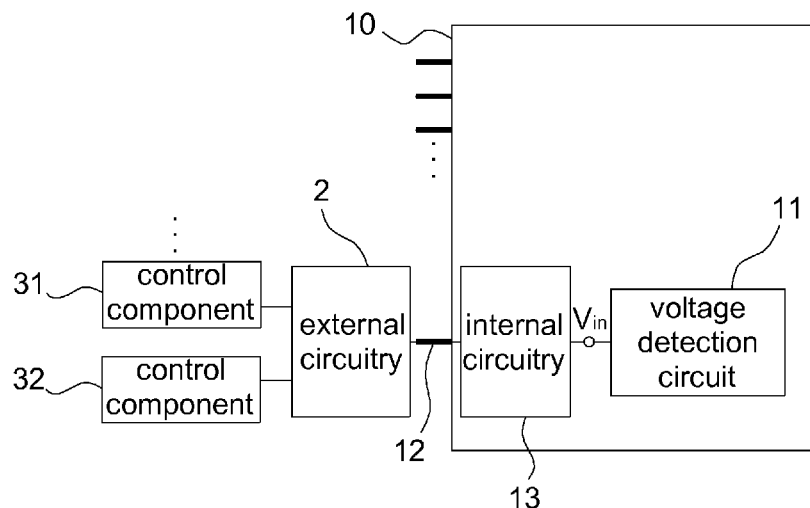 10
2
11
31
control
component
external
circuitry
internal
circuitry
Vin
voltage
detection
circuit
32
control
component
12
13